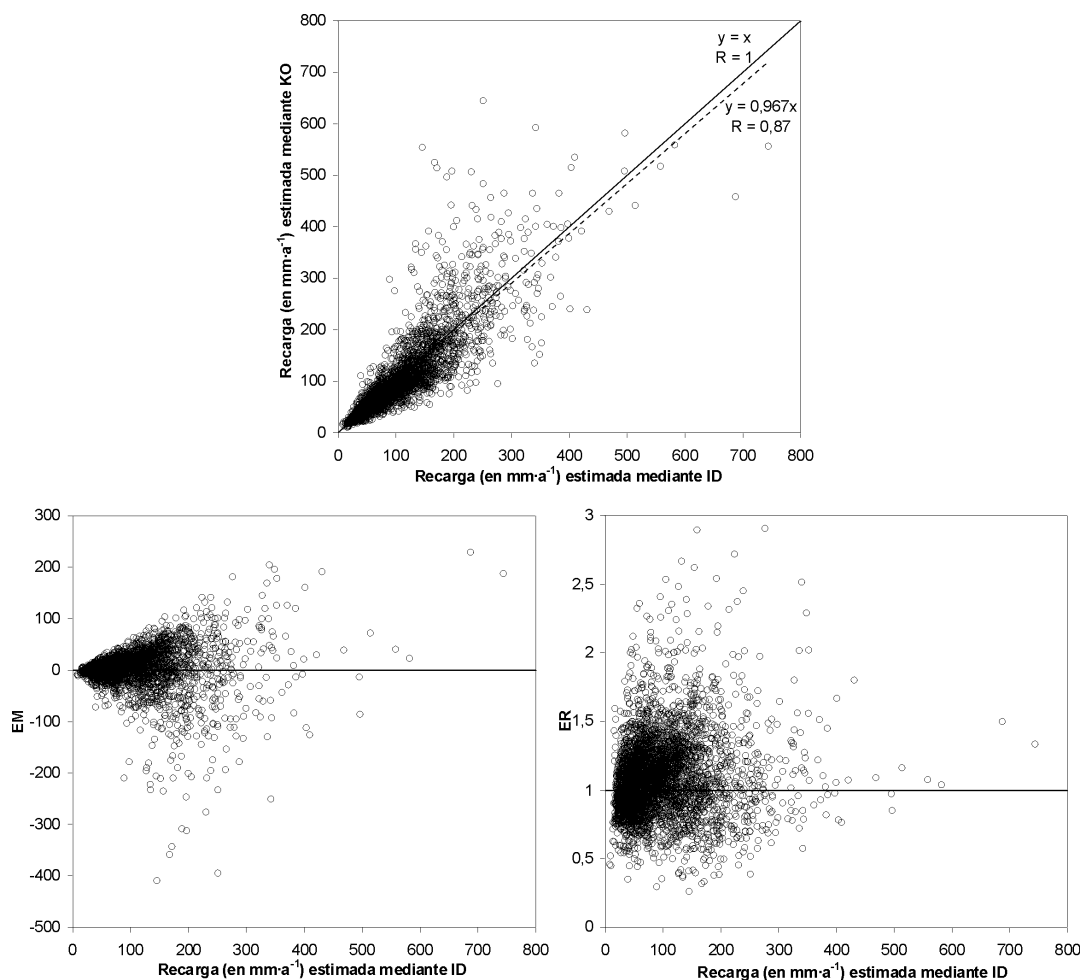 800
700
600
500
400
300
200
100
0
Recarga (en mm·a⁻¹) estimada mediante KO
y = x
R = 1
y = 0,967x
R = 0,87
0 100 200 300 400 500 600 700 800
Recarga (en mm·a⁻¹) estimada mediante ID
300
200
100
0
-100
-200
-300
-400
-500
EM
0 100 200 300 400 500 600 700 800
Recarga (en mm·a⁻¹) estimada mediante ID
3
2,5
2
1,5
1
0,5
0
ER
0 100 200 300 400 500 600 700 800
Recarga (en mm·a⁻¹) estimada mediante ID